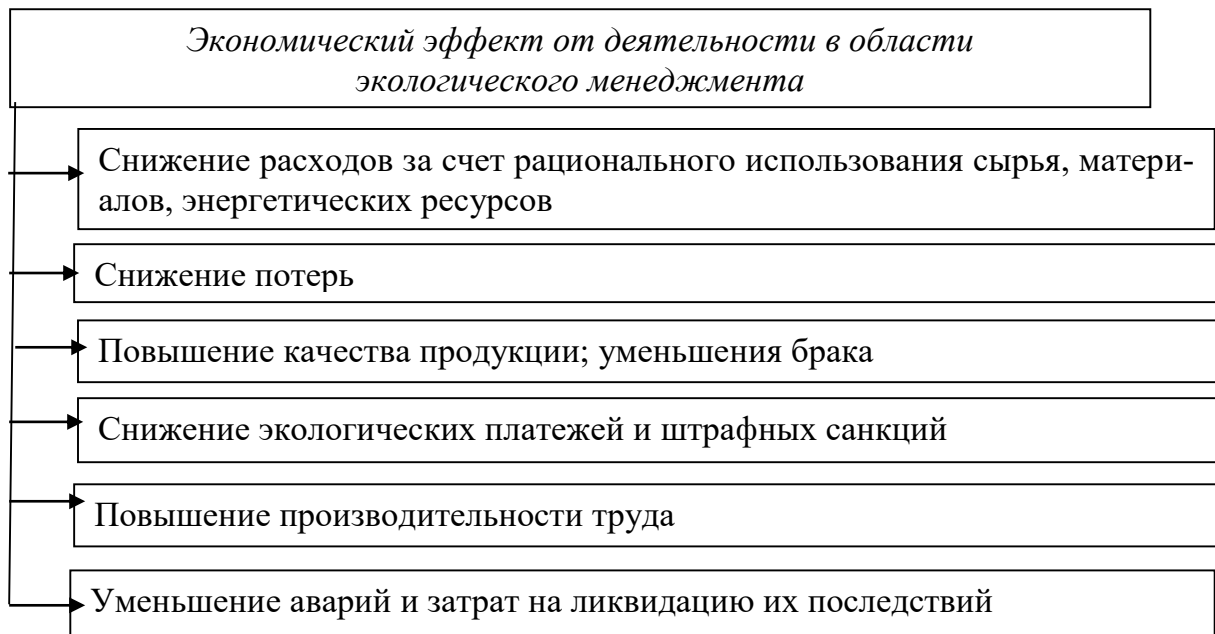 Экономический эффект от деятельности в области
экологического менеджмента
Снижение расходов за счет рационального использования сырья, матери-
алов, энергетических ресурсов
Снижение потерь
Повышение качества продукции; уменьшения брака
Снижение экологических платежей и штрафных санкций
Повышение производительности труда
Уменьшение аварий и затрат на ликвидацию их последствий